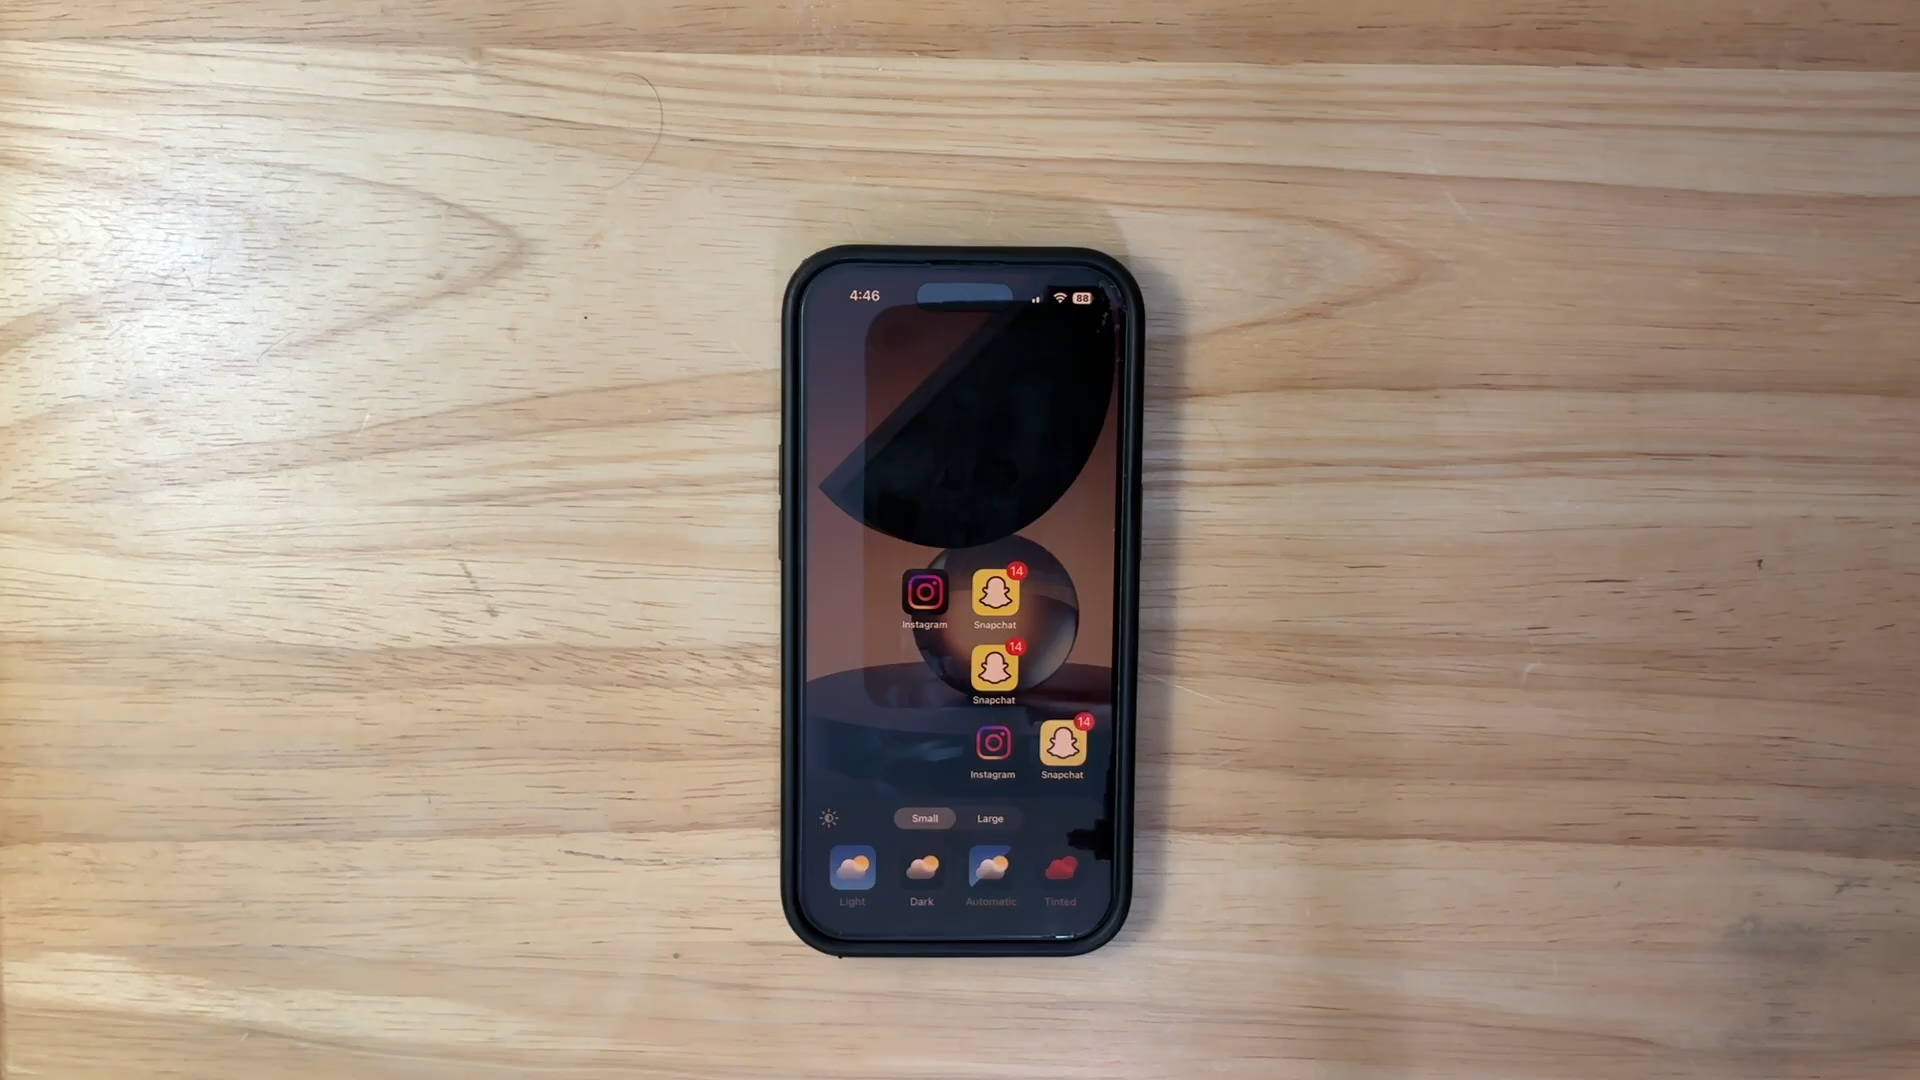 4:46 88
14
Instagram Snapchat
14
Snapchat
14
Instagram Snapchat
Small Large
Light Dark Automatic Tinted